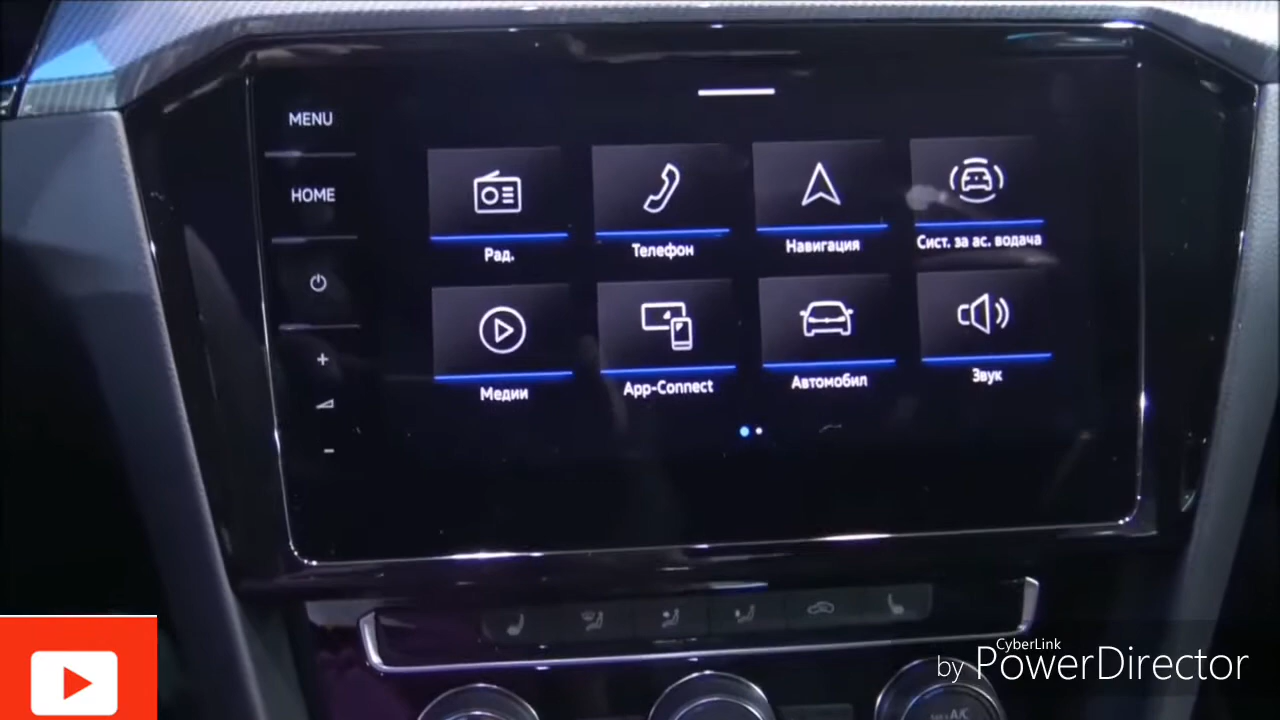 MENU
HOME
Рад.
Телефон
Навигация
Сист. за ас. водача
Медии
App-Connect
Автомобил
Звук
A/C
CyberLink
by PowerDirector